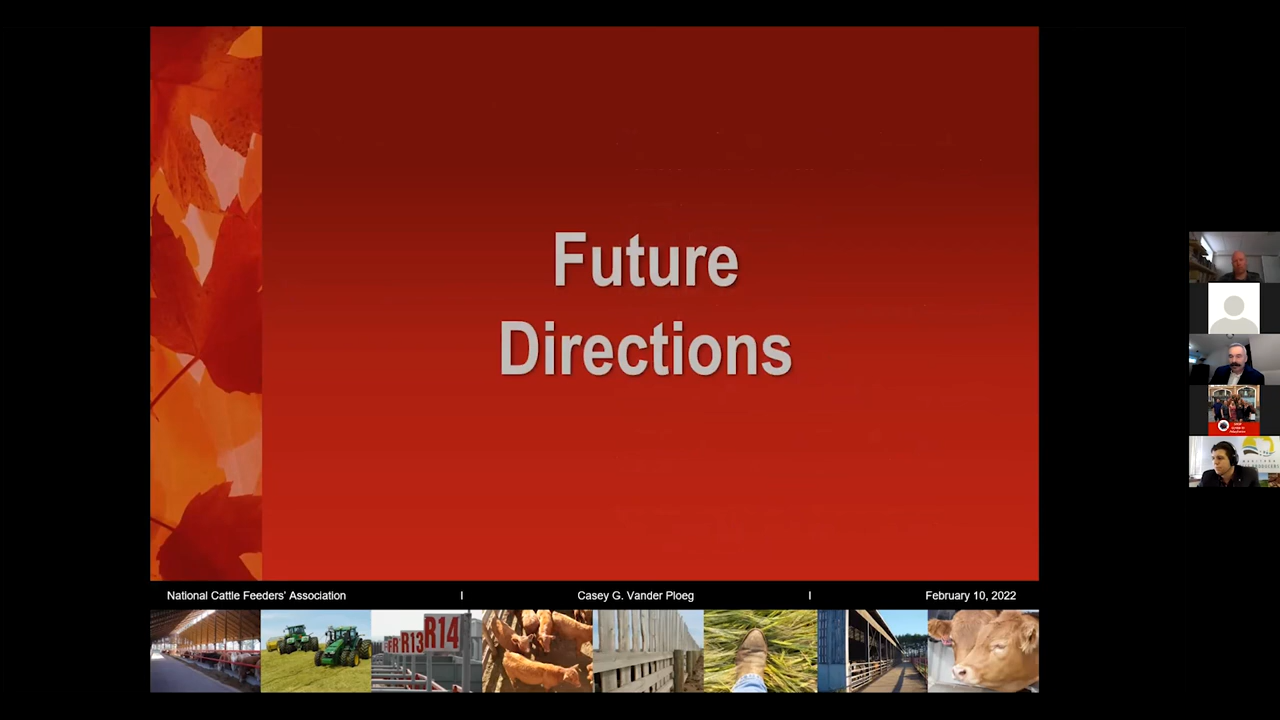 Future
Directions
National Cattle Feeders' Association | Casey G. Vander Ploeg | February 10, 2022
R13 R14